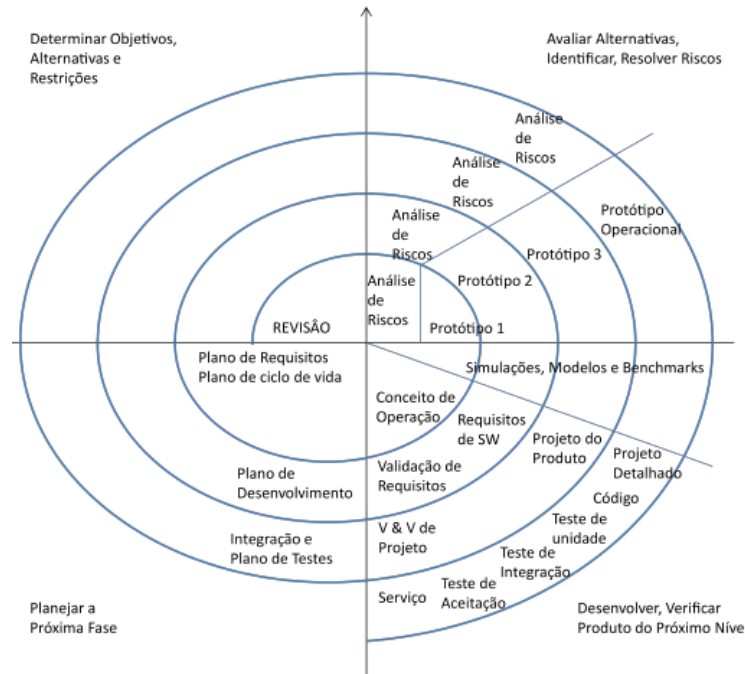 Determinar Objetivos,
Alternativas e
Restrições
Avaliar Alternativas,
Identificar, Resolver Riscos
Análise
de
Riscos
Análise
de
Riscos
Análise
de
Riscos
Análise
de
Riscos
Protótipo
Operacional
Protótipo 3
Protótipo 2
Protótipo 1
REVISÂO
Plano de Requisitos
Plano de ciclo de vida
Simulações, Modelos e Benchmarks
Conceito de
Operação
Requisitos
de SW
Projeto do
Produto
Projeto
Detalhado
Código
Teste de
unidade
Teste de
Integração
Teste de
Aceitação
Serviço
Validação de
Requisitos
V & V de
Projeto
Plano de
Desenvolvimento
Integração e
Plano de Testes
Planejar a
Próxima Fase
Desenvolver, Verificar
Produto do Próximo Níve